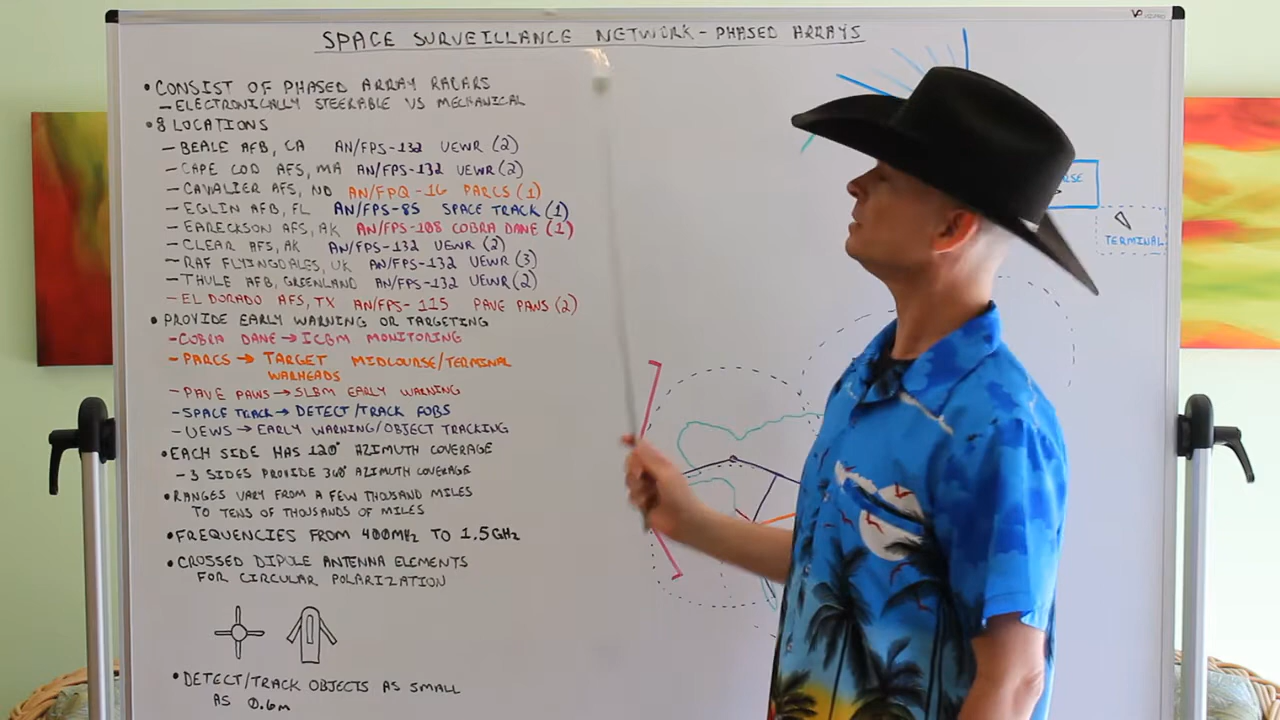 SPACE SURVEILLANCE NETWORK - PHASED ARRAYS
• CONSIST OF PHASED ARRAY RADARS
- ELECTRONICALLY STEERABLE VS MECHANICAL
• 8 LOCATIONS
- BEALE AFB, CA AN/FPS-132 UEWR (2)
- CAPE COD AFS, MA AN/FPS-132 UEWR (2)
- CAVALIER AFS, ND AN/FPQ-16 PARCS (1)
- EGLIN AFB, FL AN/FPS-85 SPACE TRACK (1)
- EARECKSON AFS, AK AN/FPS-108 COBRA DANE (1)
- CLEAR AFS, AK AN/FPS-132 UEWR (2)
- RAF FLYINGDALES, UK AN/FPS-132 UEWR (3)
- THULE AFB, GREENLAND AN/FPS-132 UEWR (2)
- EL DORADO AFS, TX AN/FPS-115 PAVE PAWS (2)
• PROVIDE EARLY WARNING OR TARGETING
- COBRA DANE → ICBM MONITORING
- PARCS → TARGET MIDCOURSE/TERMINAL
WARHEADS
- PAVE PAWS → SLBM EARLY WARNING
- SPACE TRACK → DETECT/TRACK FOBS
- UEWS → EARLY WARNING/OBJECT TRACKING
• EACH SIDE HAS 120° AZIMUTH COVERAGE
- 3 SIDES PROVIDE 360° AZIMUTH COVERAGE
• RANGES VARY FROM A FEW THOUSAND MILES
TO TENS OF THOUSANDS OF MILES
• FREQUENCIES FROM 400MHz TO 1.5GHz
• CROSSED DIPOLE ANTENNA ELEMENTS
FOR CIRCULAR POLARIZATION
• DETECT/TRACK OBJECTS AS SMALL
AS 0.6m
TERMINAL